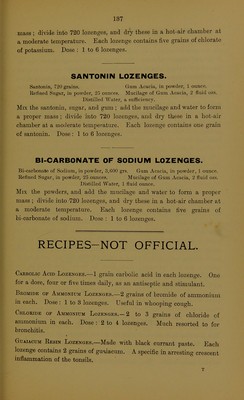 197
mass; divide into 720 lozenges, and dry these in a hot-air chamber at
a moderate temperature. Each lozenge contains five grains of chlorate
of potassium. Dose: 1 to 6 lozenges.
SANTONIN LOZENGES.
Santonin, 720 grains. Gum Acacia, in powder, 1 ounce.
Refined Sugar, in powder, 25 ounces. Mucilage of Gum Acacia, 2 fluid ozs.
Distilled Water, a sufficiency.
Mix the santonin, sugar, and gum; add the mucilage and water to form
a proper mass; divide into 720 lozenges, and dry these in a hot-air
chamber at a moderate temperature. Each lozenge contains one grain
of santonin. Dose: 1 to 6 lozenges.
BI-CARBONATE OF SODIUM LOZENGES.
Bi-carbonate of Sodium, in powder, 3,600 grs. Gum Acacia, in powder, 1 ounce.
Refined Sugar, in powder, 25 ounces. Mucilage of Gum Acacia, 2 fluid ozs.
Distilled Water, 1 fluid ounce.
Mix the powders, and add the mucilage and water to form a proper
mass; divide into 720 lozenges, and dry these in a hot-air chamber at
a moderate temperature. Each lozenge contains five grains of
bi-carbonate of sodium. Dose: 1 to 6 lozenges.
RECIPES—NOT OFFICIAL.
Carbolic Acid Lozenges.—1 grain carbolic acid in each lozenge. One
for a dose, four or five times daily, as an antiseptic and stimulant.
Bromide of Ammonium Lozenges.—2 grains of bromide of ammonium
in each. Dose: 1 to 8 lozenges. Useful in whooping cough.
Chloride of Ammonium Lozenges.—2 to 3 grains of chloride of
ammonium in each. Dose: 2 to 4 lozenges. Much resorted to for
bronchitis.
Guaiacum Resin Lozenges.—Made with black currant paste. Each
lozenge contains 2 grains of guaiacum. A specific in arresting crescent
inflammation of the tonsils.